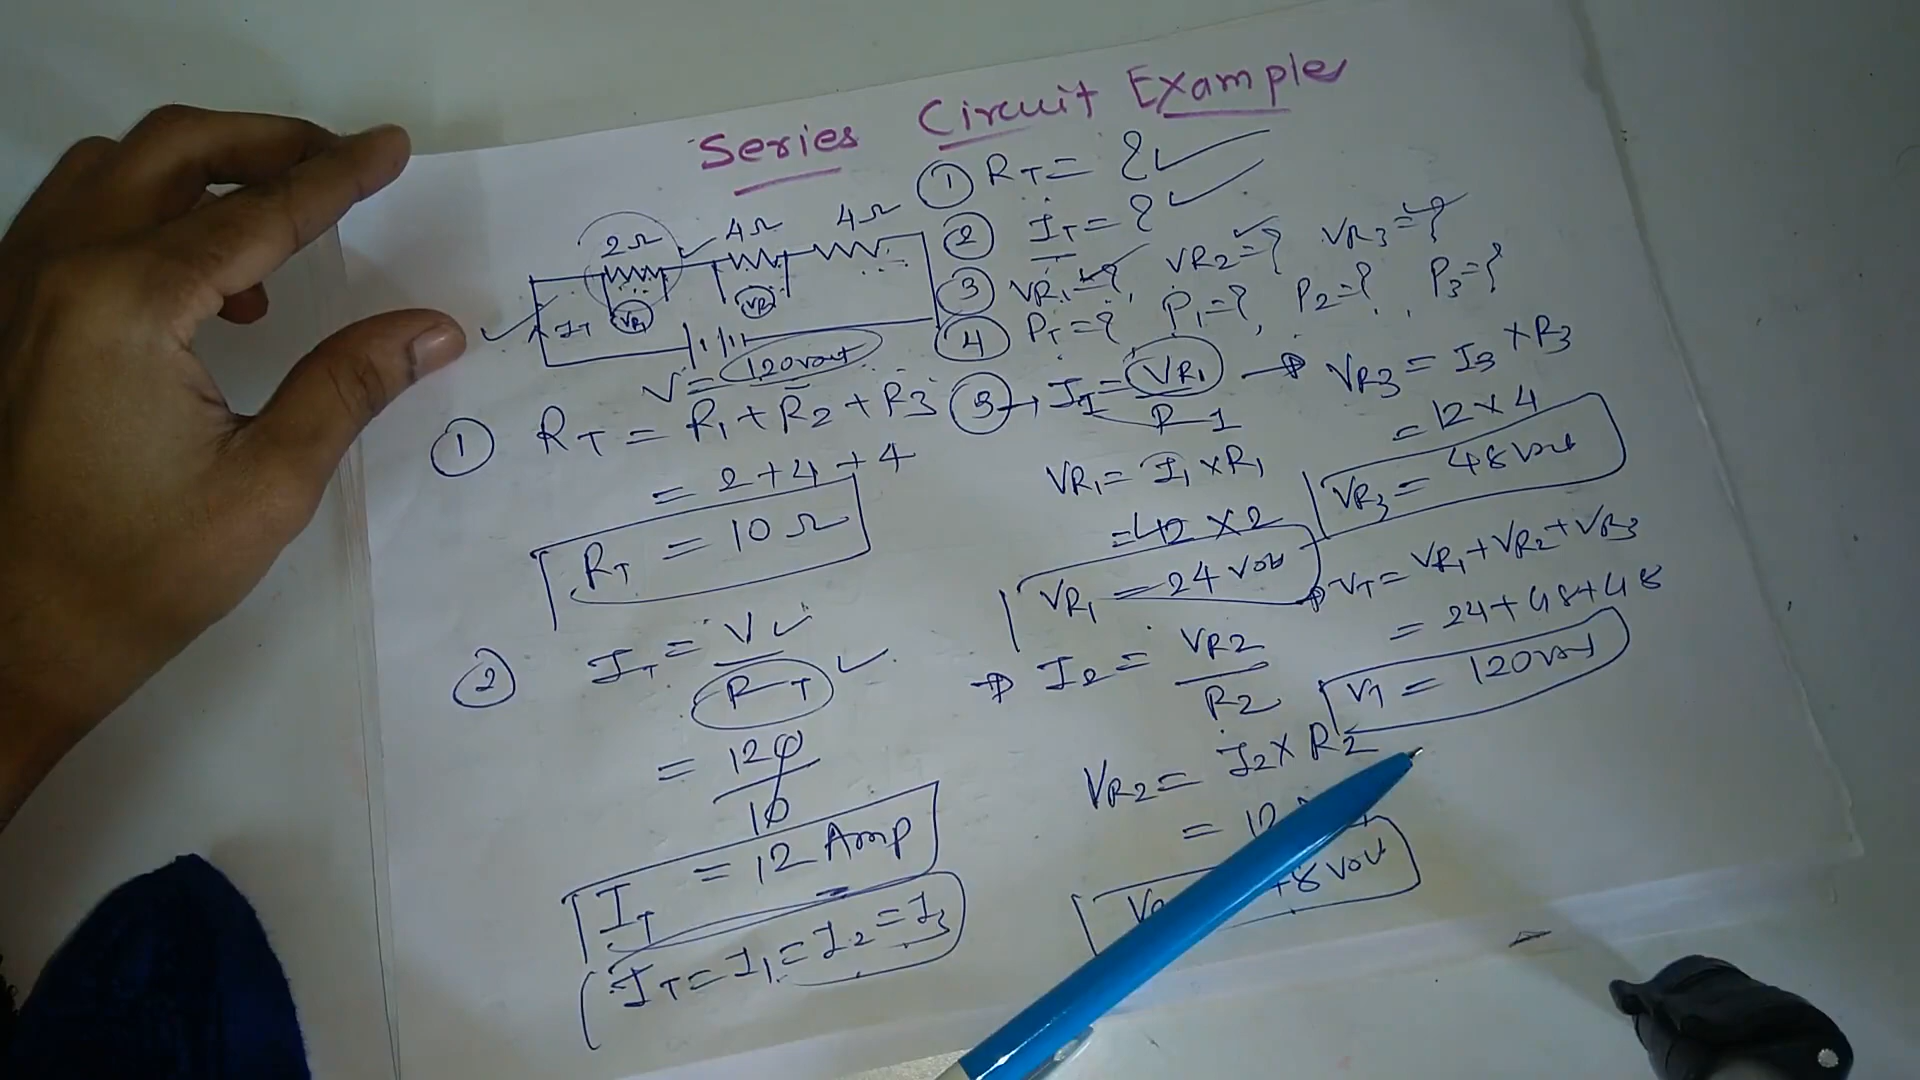 Series Circuit Example
① RT = ?
② IT = ?
③ VR1 = ?, VR2 = ? VR3 = ?
④ PT = ? P1 = ?, P2 = ?, P3 = ?
2Ω 4Ω 4Ω
IT VR1 VR2
V = 120 volt
① RT = R1 + R2 + R3
= 2 + 4 + 4
RT = 10 Ω
② IT = V / RT
= 120 / 10
IT = 12 Amp
IT = I1 = I2 = I3
③ → I1 = VR1 / R1
VR1 = I1 × R1
= 12 × 2
VR1 = 24 volt
⇒ I2 = VR2 / R2
VR2 = I2 × R2
= 12
48 volt
⇒ VR3 = I3 × R3
= 12 × 4
VR3 = 48 volt
⇒ VT = VR1 + VR2 + VR3
= 24 + 48 + 48
VT = 120 volt